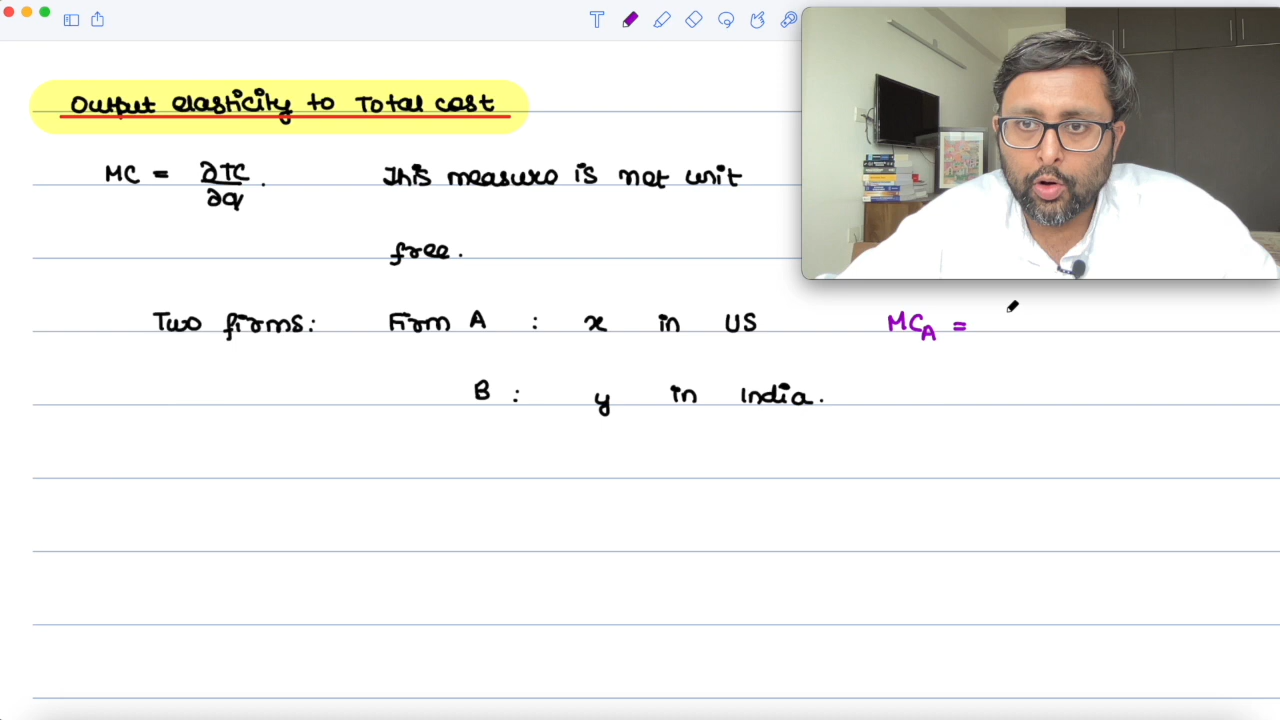 Output elasticity to Total cost
MC = ∂TC/∂q . This measure is not unit
free.
Two firms: Firm A : x in US MC_A =
B : y in India.